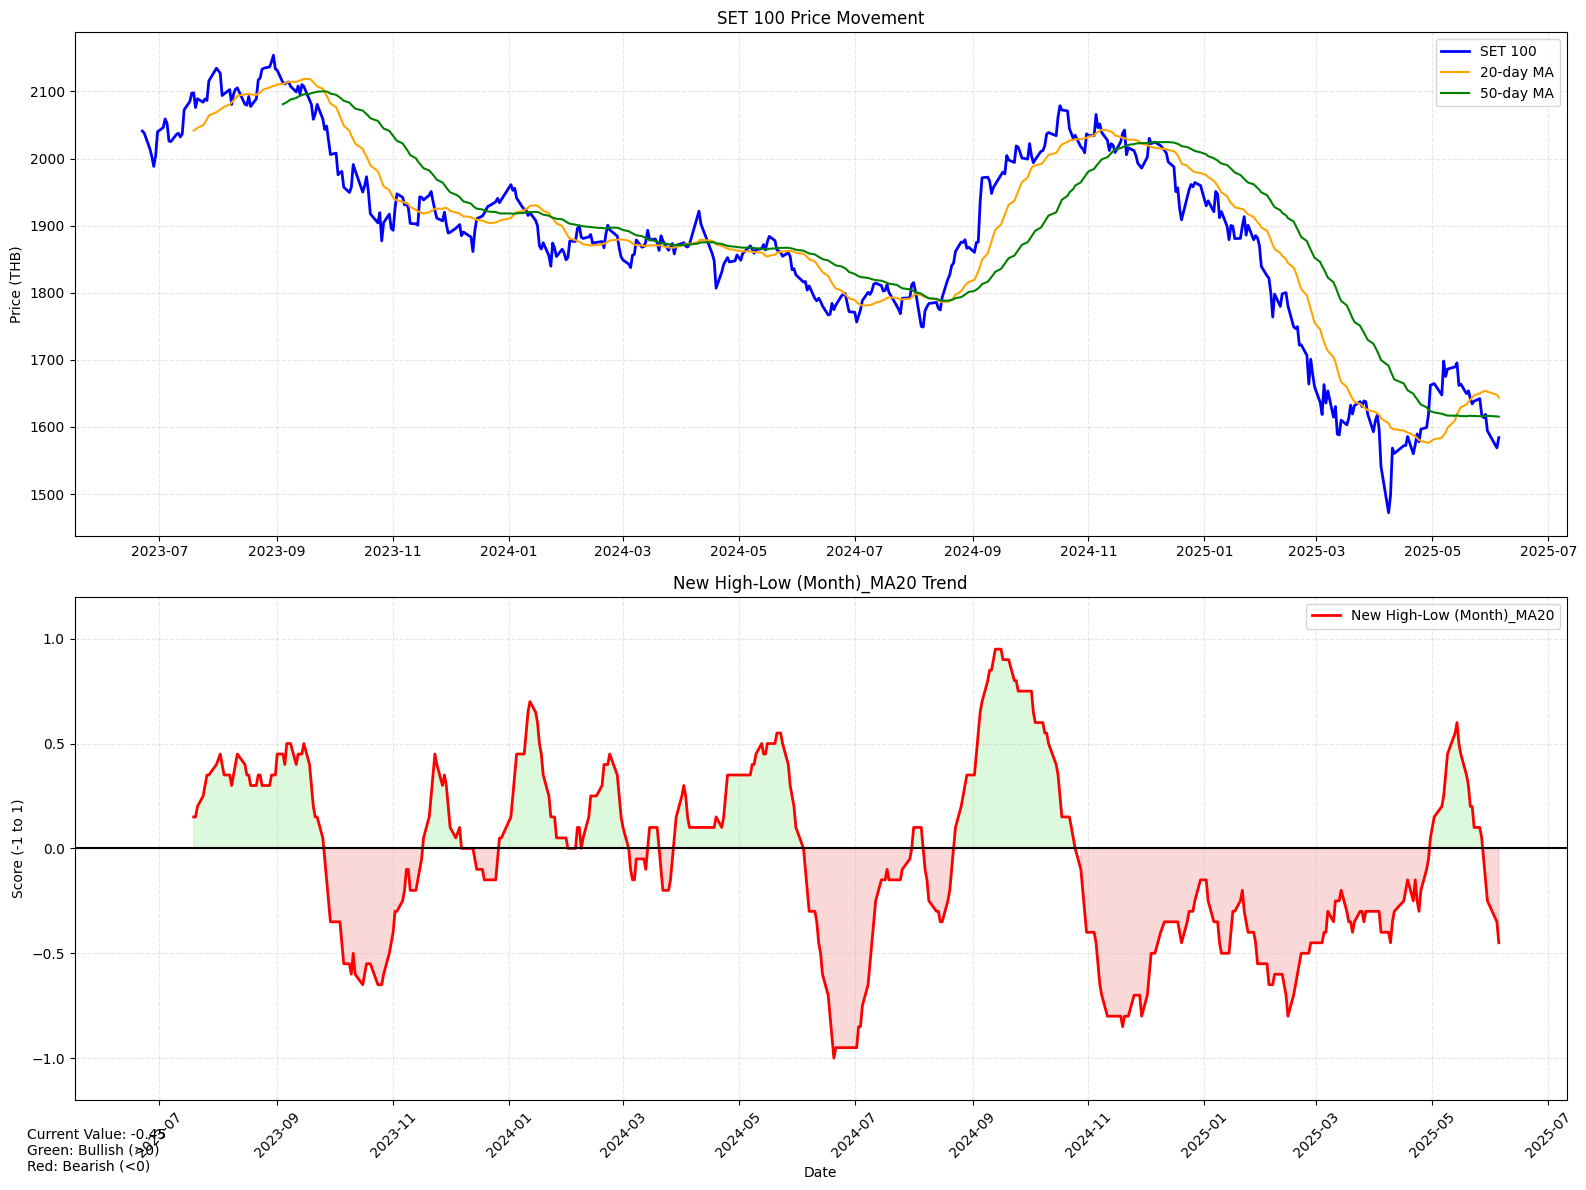 SET 100 Price Movement
SET 100
20-day MA
50-day MA
Price (THB)
2100
2000
1900
1800
1700
1600
1500
2023-07 2023-09 2023-11 2024-01 2024-03 2024-05 2024-07 2024-09 2024-11 2025-01 2025-03 2025-05 2025-07
New High-Low (Month)_MA20 Trend
New High-Low (Month)_MA20
Score (-1 to 1)
1.0
0.5
0.0
−0.5
−1.0
2023-07 2023-09 2023-11 2024-01 2024-03 2024-05 2024-07 2024-09 2024-11 2025-01 2025-03 2025-05 2025-07
Date
Current Value: -0.45
Green: Bullish (>0)
Red: Bearish (<0)